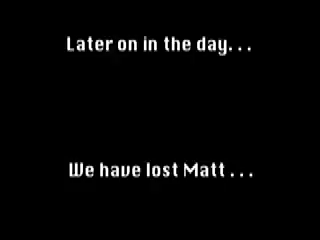 Later on in the day. . .
We have lost Matt . . .